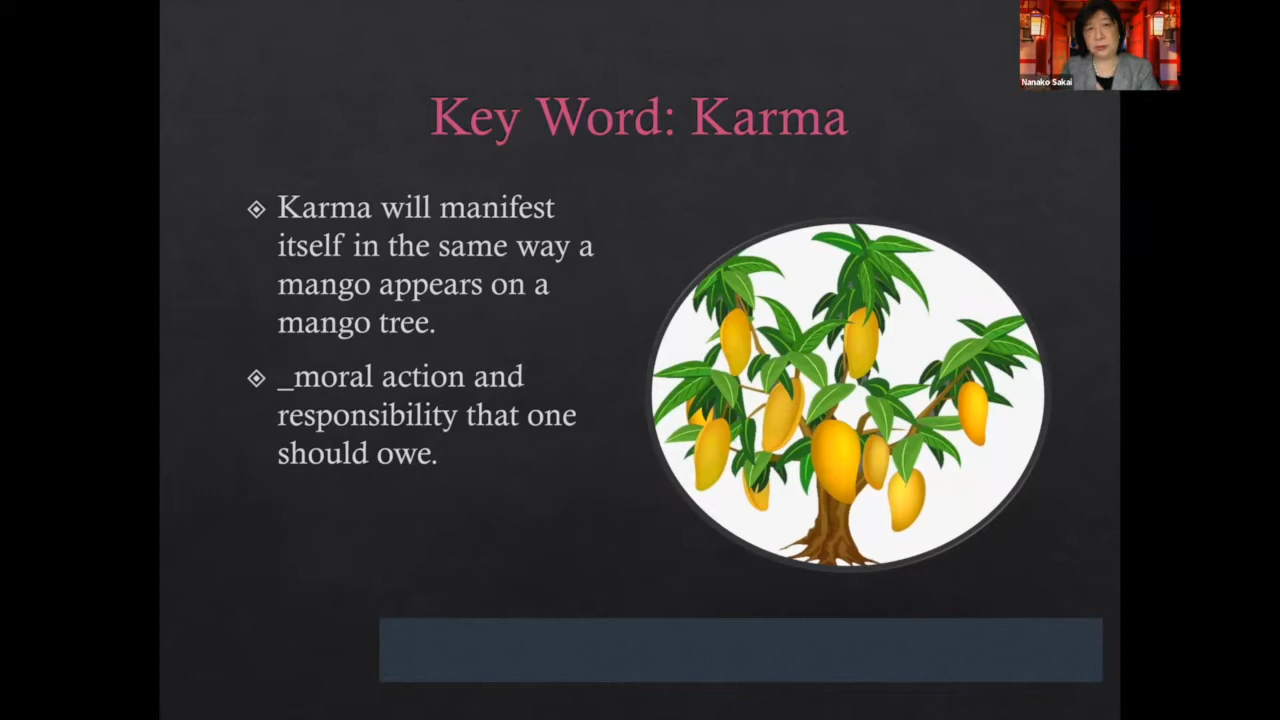 Nanako Sakai
Key Word: Karma
Karma will manifest
itself in the same way a
mango appears on a
mango tree.
_moral action and
responsibility that one
should owe.